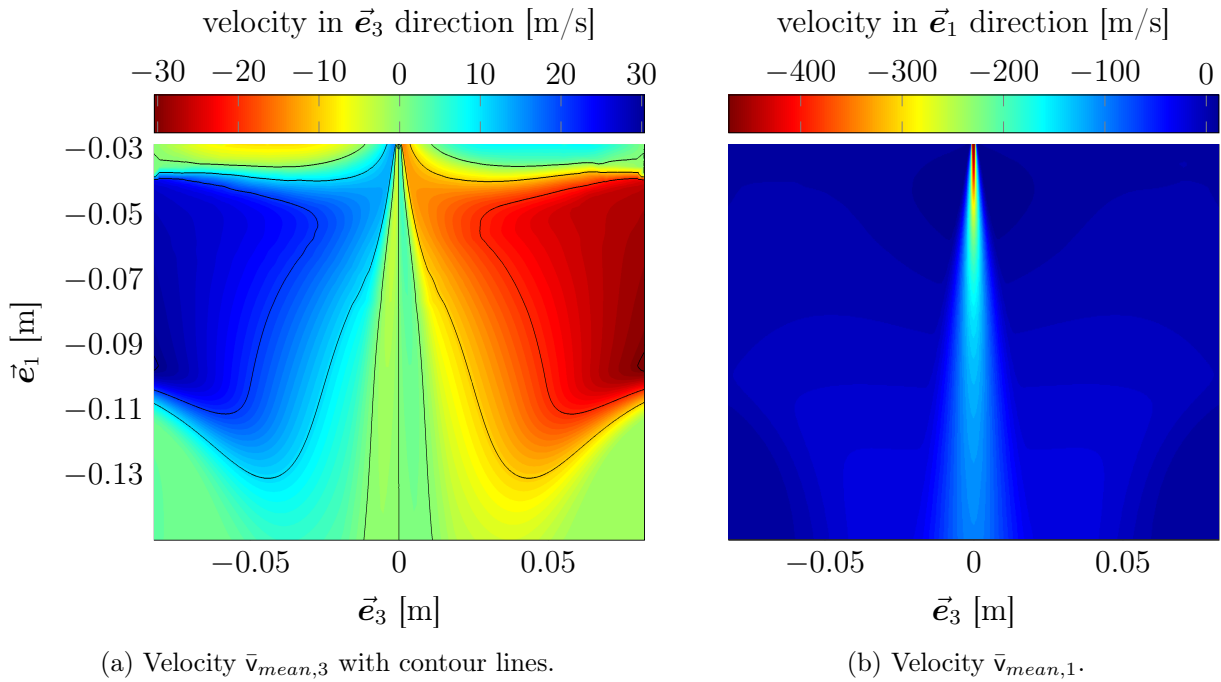 velocity in e⃗₃ direction [m/s]
−30 −20 −10 0 10 20 30
−0.03
−0.05
−0.07
−0.09
−0.11
−0.13
e⃗₁ [m]
−0.05 0 0.05
e⃗₃ [m]
(a) Velocity v̄mean,3 with contour lines.
velocity in e⃗₁ direction [m/s]
−400 −300 −200 −100 0
−0.05 0 0.05
e⃗₃ [m]
(b) Velocity v̄mean,1.